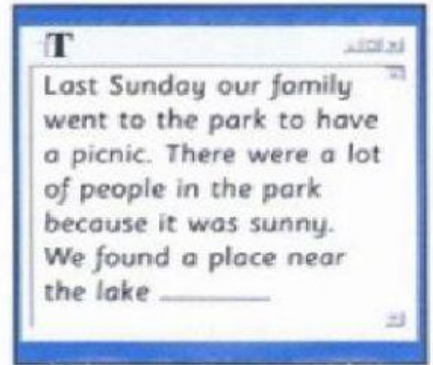 T
Last Sunday our family
went to the park to have
a picnic. There were a lot
of people in the park
because it was sunny.
We found a place near
the lake ________